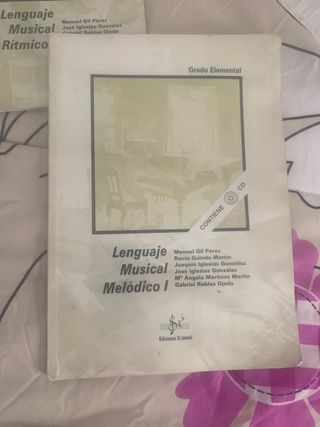 Lenguaje
Musical
Rítmico
Manuel Gil Pérez
José Iglesias González
Gabriel Robles Ojeda
Grado Elemental
CONTIENE CD
Lenguaje
Musical
Melódico I
Manuel Gil Pérez
Rocío Guindo Martín
Joaquín Iglesias González
José Iglesias González
Mª Ángela Martínez Martín
Gabriel Robles Ojeda
Ediciones Si bemol